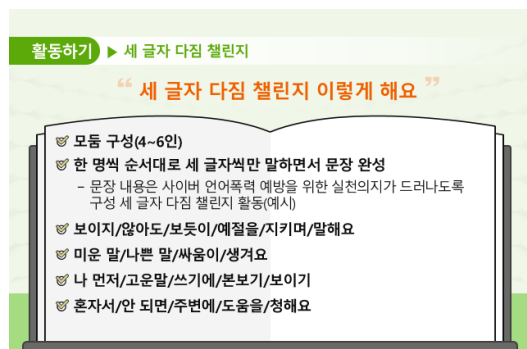 활동하기 ▶ 세 글자 다짐 챌린지
“ 세 글자 다짐 챌린지 이렇게 해요 ”
모둠 구성(4~6인)
한 명씩 순서대로 세 글자씩만 말하면서 문장 완성
- 문장 내용은 사이버 언어폭력 예방을 위한 실천의지가 드러나도록
구성 세 글자 다짐 챌린지 활동(예시)
보이지/않아도/보듯이/예절을/지키며/말해요
미운 말/나쁜 말/싸움이/생겨요
나 먼저/고운말/쓰기에/본보기/보이기
혼자서/안 되면/주변에/도움을/청해요